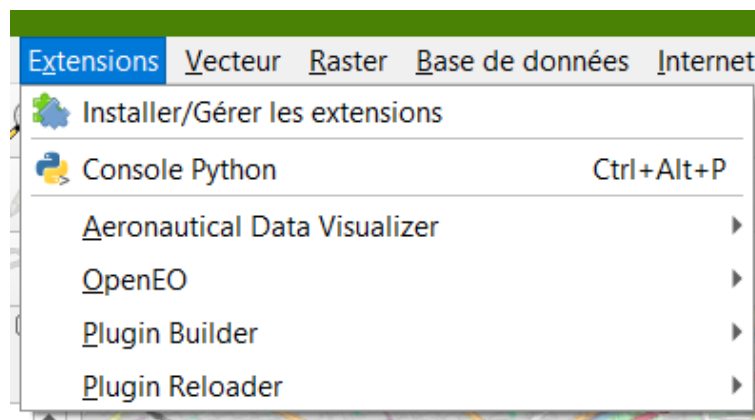 Extensions Vecteur Raster Base de données Internet
Installer/Gérer les extensions
Console Python Ctrl+Alt+P
Aeronautical Data Visualizer
OpenEO
Plugin Builder
Plugin Reloader